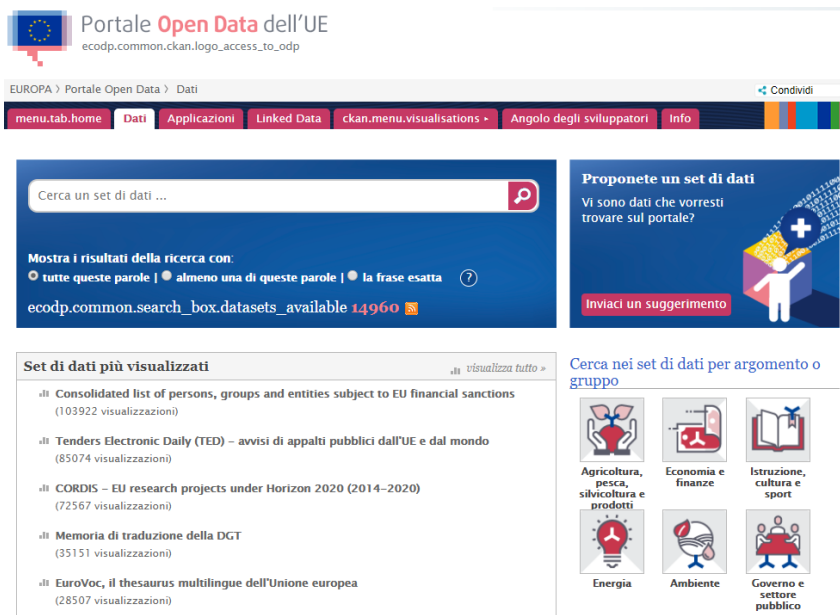 Portale Open Data dell'UE
ecodp.common.ckan.logo_access_to_odp
EUROPA › Portale Open Data › Dati
Condividi
menu.tab.home Dati Applicazioni Linked Data ckan.menu.visualisations Angolo degli sviluppatori Info
Cerca un set di dati ...
Mostra i risultati della ricerca con:
tutte queste parole | almeno una di queste parole | la frase esatta ?
ecodp.common.search_box.datasets_available 14960
Proponete un set di dati
Vi sono dati che vorresti
trovare sul portale?
Inviaci un suggerimento
Set di dati più visualizzati
visualizza tutto »
Consolidated list of persons, groups and entities subject to EU financial sanctions
(103922 visualizzazioni)
Tenders Electronic Daily (TED) – avvisi di appalti pubblici dall'UE e dal mondo
(85074 visualizzazioni)
CORDIS – EU research projects under Horizon 2020 (2014–2020)
(72567 visualizzazioni)
Memoria di traduzione della DGT
(35151 visualizzazioni)
EuroVoc, il thesaurus multilingue dell'Unione europea
(28507 visualizzazioni)
Cerca nei set di dati per argomento o
gruppo
Agricoltura,
pesca,
silvicoltura e
prodotti
Economia e
finanze
Istruzione,
cultura e
sport
Energia
Ambiente
Governo e
settore
pubblico